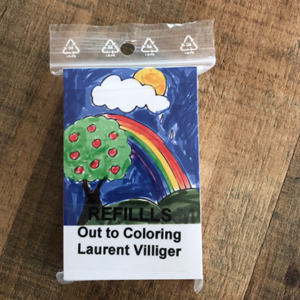 REFILLLS
Out to Coloring
Laurent Villiger